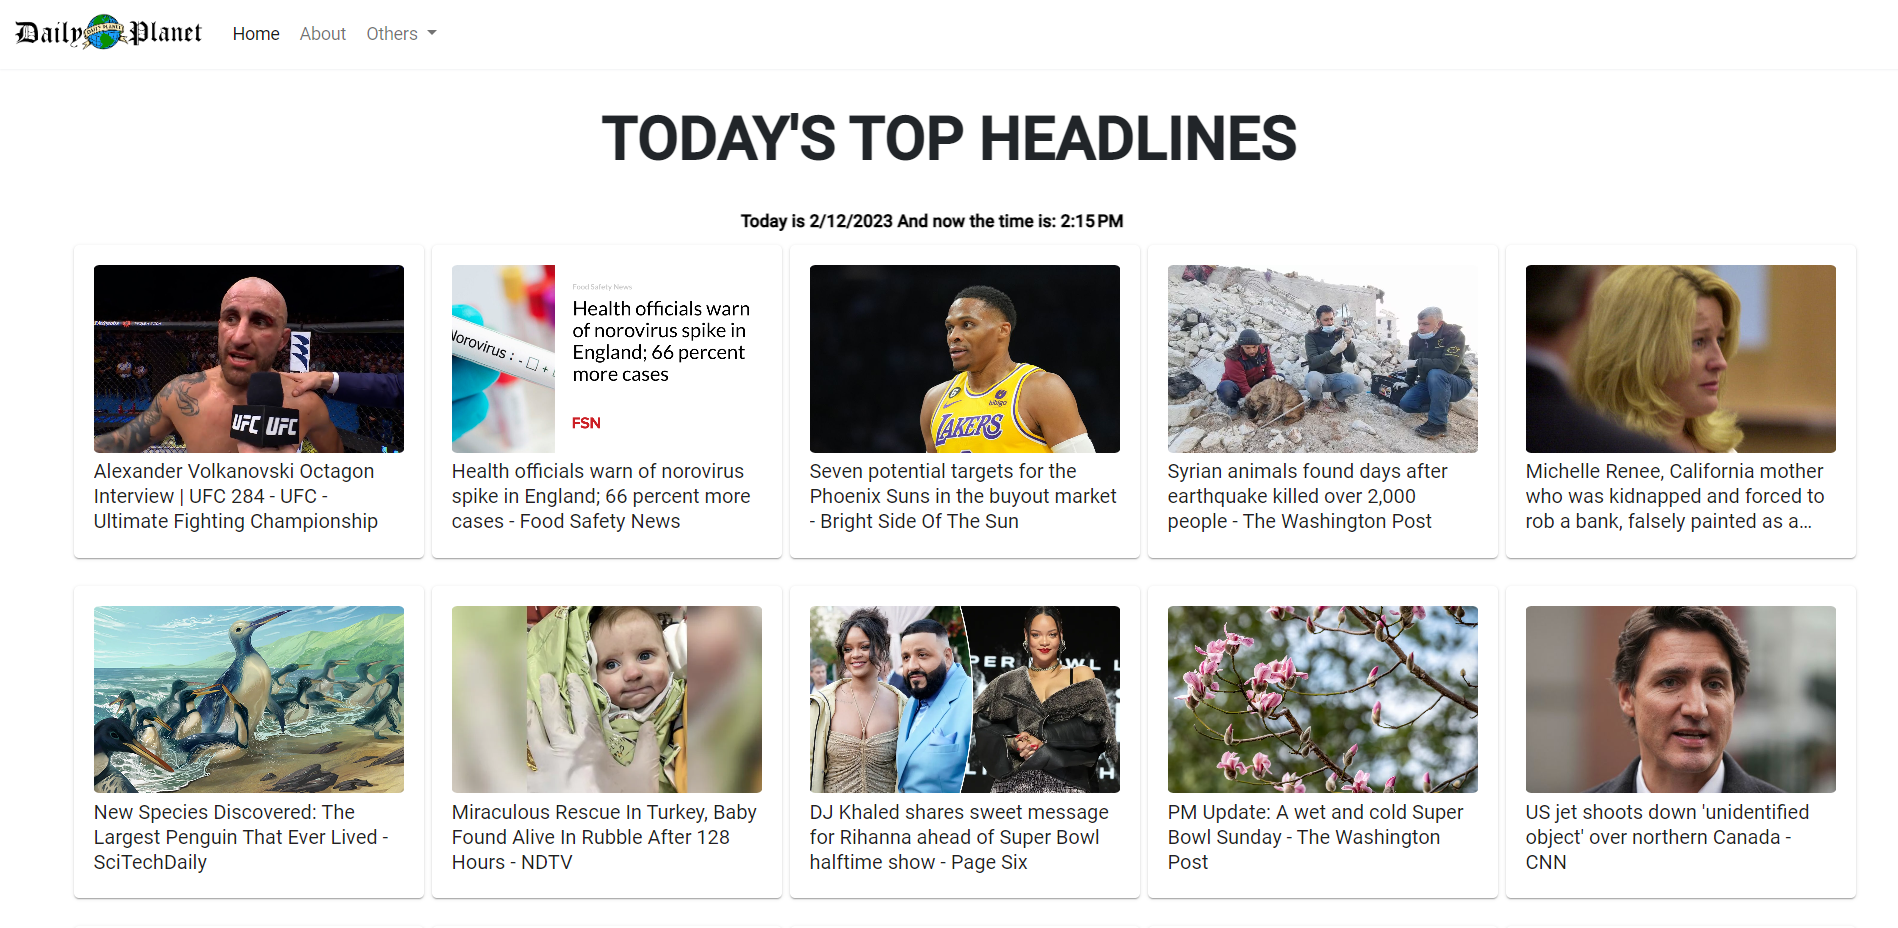 Daily Planet Home About Others
TODAY'S TOP HEADLINES
Today is 2/12/2023 And now the time is: 2:15 PM
UFC UFC
Alexander Volkanovski Octagon
Interview | UFC 284 - UFC -
Ultimate Fighting Championship
Norovirus : - □ +
Food Safety News
Health officials warn
of norovirus spike in
England; 66 percent
more cases
FSN
Health officials warn of norovirus
spike in England; 66 percent more
cases - Food Safety News
bibigo
LAKERS
Seven potential targets for the
Phoenix Suns in the buyout market
- Bright Side Of The Sun
Syrian animals found days after
earthquake killed over 2,000
people - The Washington Post
Michelle Renee, California mother
who was kidnapped and forced to
rob a bank, falsely painted as a...
New Species Discovered: The
Largest Penguin That Ever Lived -
SciTechDaily
Miraculous Rescue In Turkey, Baby
Found Alive In Rubble After 128
Hours - NDTV
PER BOWL L
H
DJ Khaled shares sweet message
for Rihanna ahead of Super Bowl
halftime show - Page Six
PM Update: A wet and cold Super
Bowl Sunday - The Washington
Post
US jet shoots down 'unidentified
object' over northern Canada -
CNN